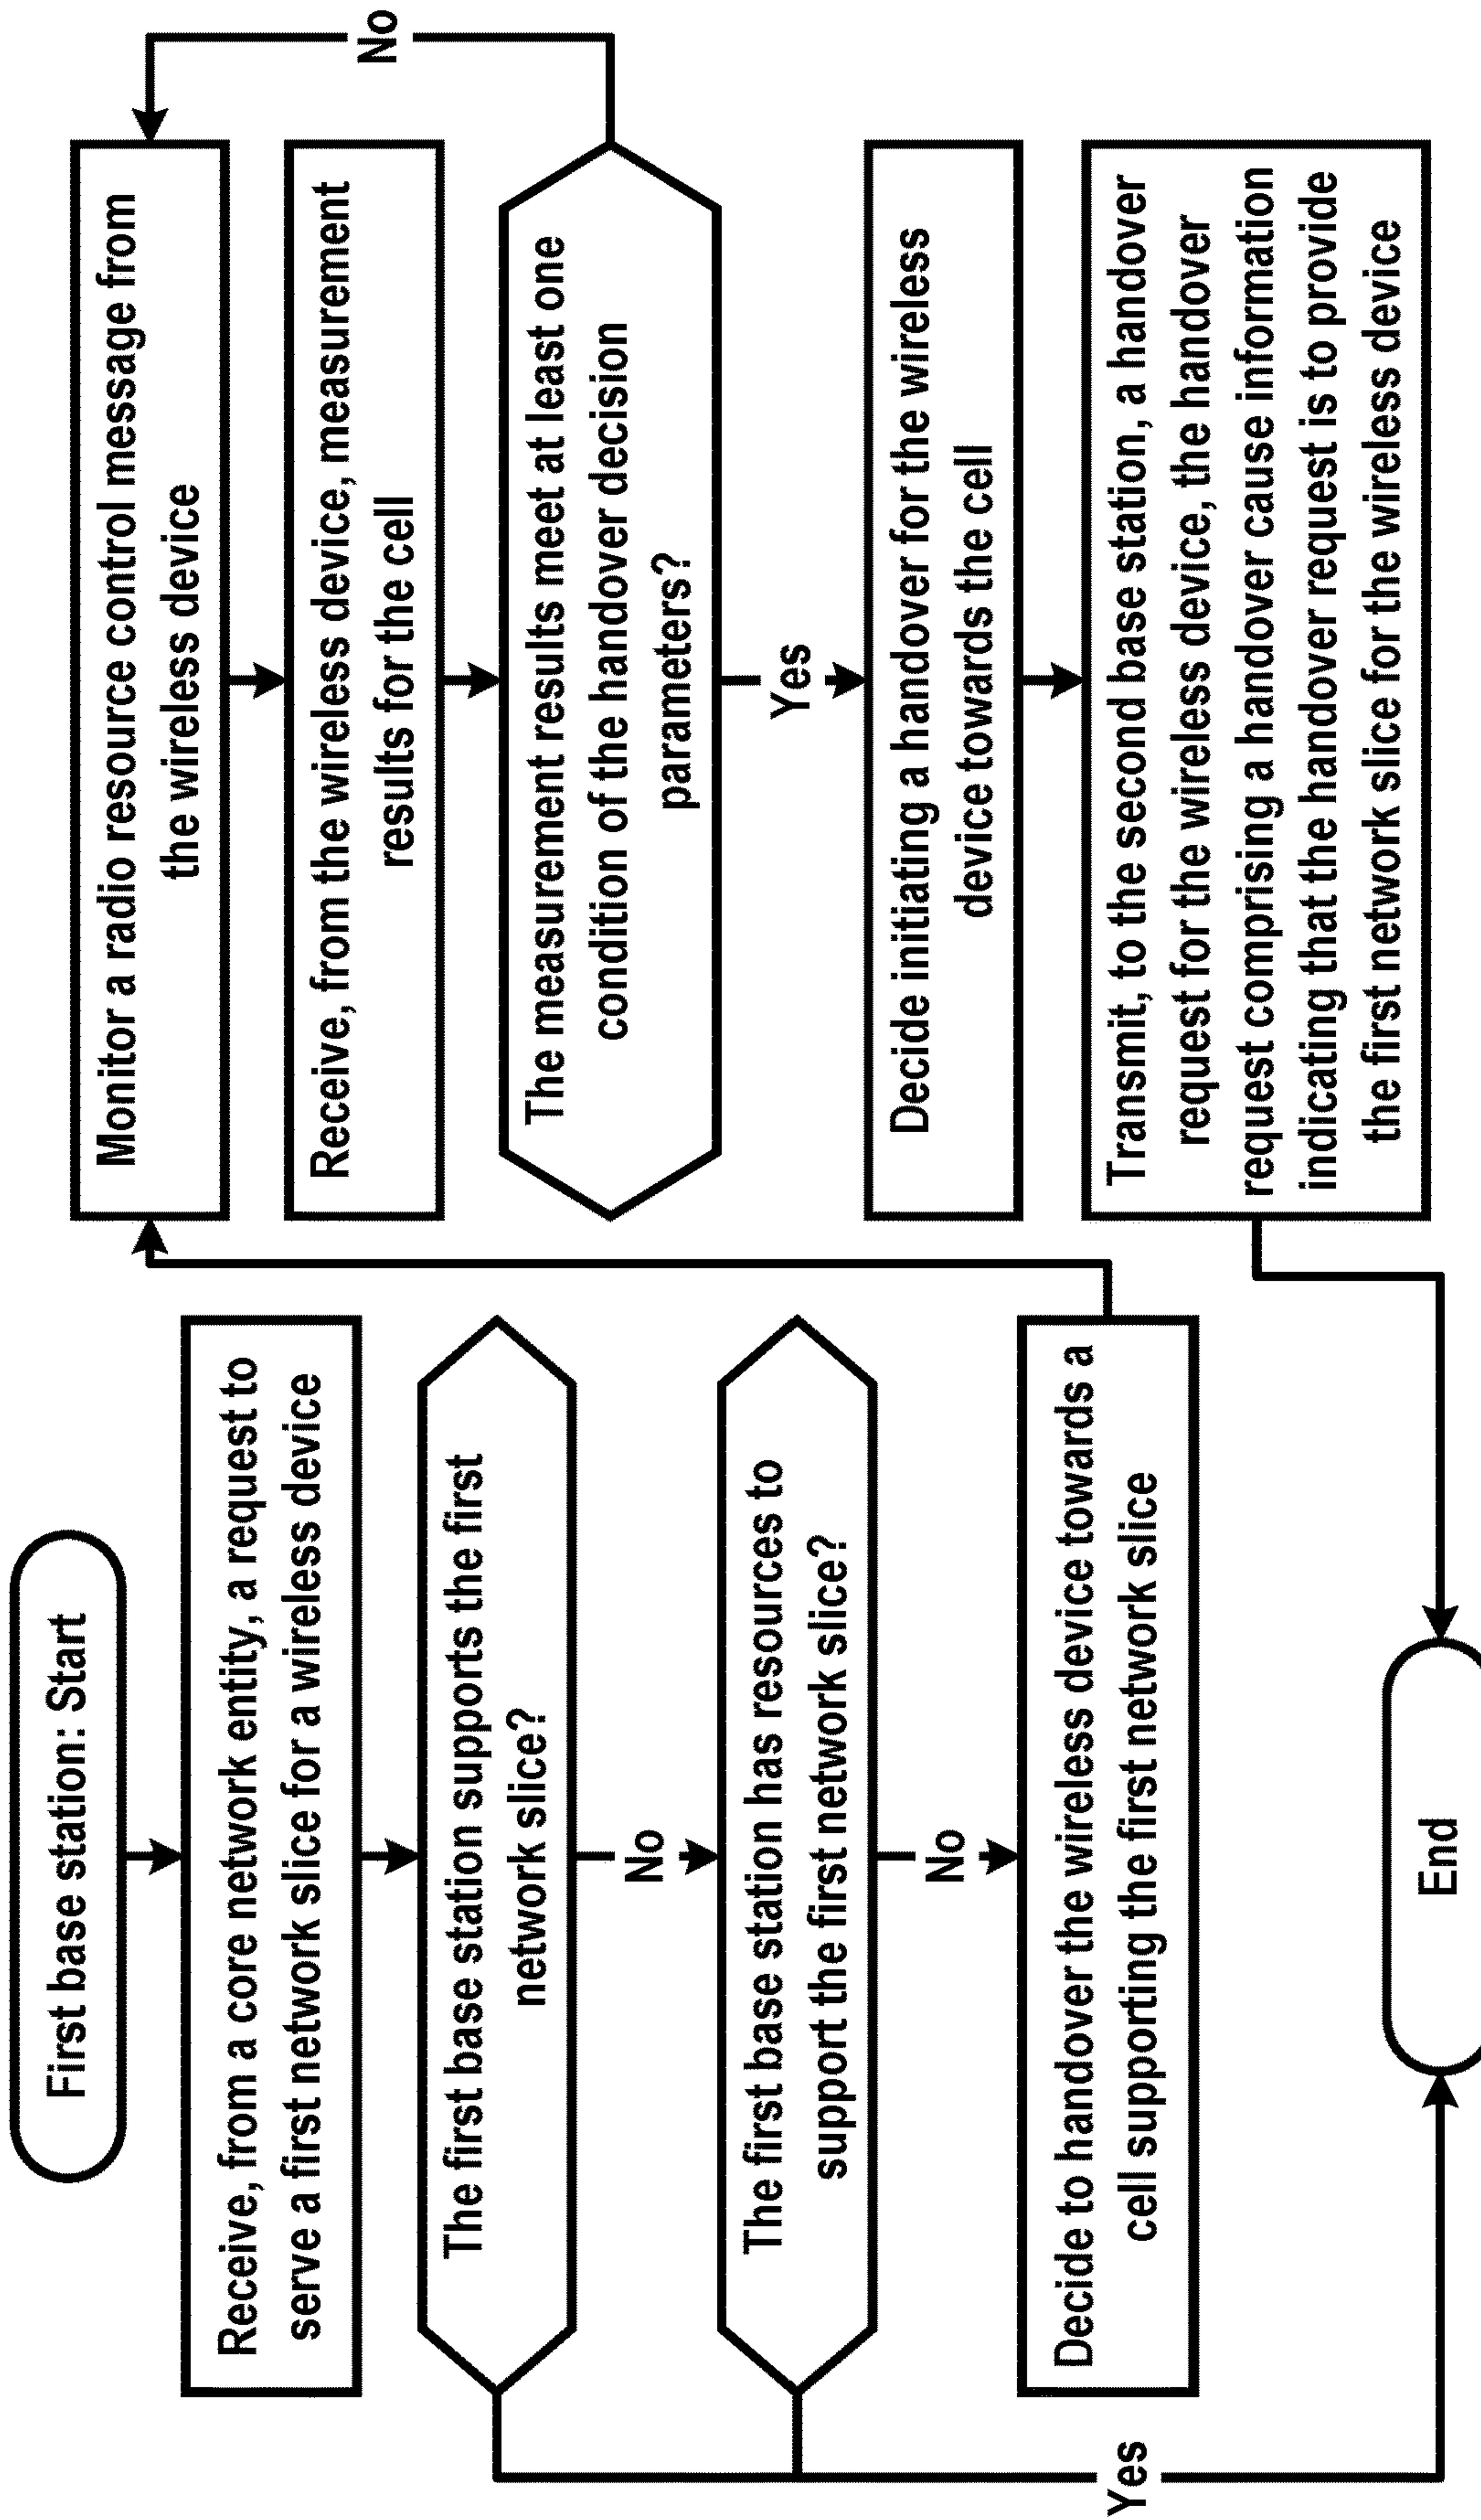 First base station: Start
Receive, from a core network entity, a request to
serve a first network slice for a wireless device
The first base station supports the first
network slice?
No
The first base station has resources to
support the first network slice?
No
Decide to handover the wireless device towards a
cell supporting the first network slice
Yes
Monitor a radio resource control message from
the wireless device
Receive, from the wireless device, measurement
results for the cell
The measurement results meet at least one
condition of the handover decision
parameters?
No
Yes
Decide initiating a handover for the wireless
device towards the cell
Transmit, to the second base station, a handover
request for the wireless device, the handover
request comprising a handover cause information
indicating that the handover request is to provide
the first network slice for the wireless device
End